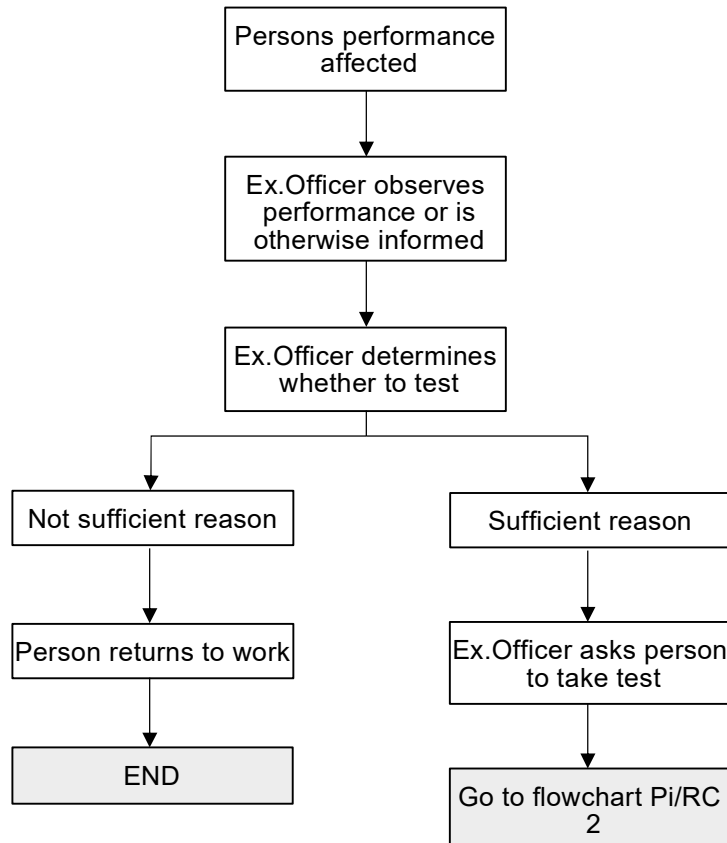 Persons performance
affected
Ex.Officer observes
performance or is
otherwise informed
Ex.Officer determines
whether to test
Not sufficient reason
Sufficient reason
Person returns to work
Ex.Officer asks person
to take test
END
Go to flowchart Pi/RC
2